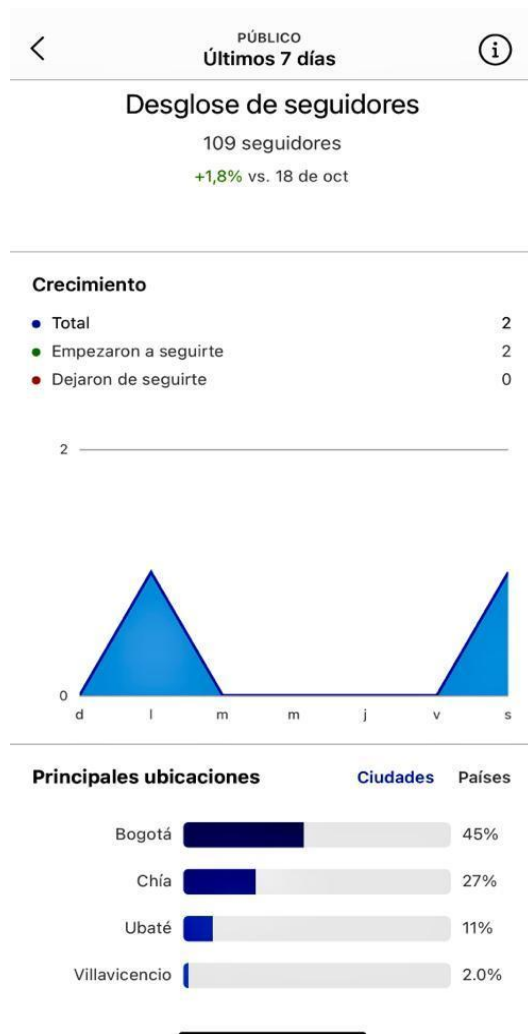 PÚBLICO
Últimos 7 días
Desglose de seguidores
109 seguidores
+1,8% vs. 18 de oct
Crecimiento
Total 2
Empezaron a seguirte 2
Dejaron de seguirte 0
2
0
d l m m j v s
Principales ubicaciones Ciudades Países
Bogotá 45%
Chía 27%
Ubaté 11%
Villavicencio 2.0%